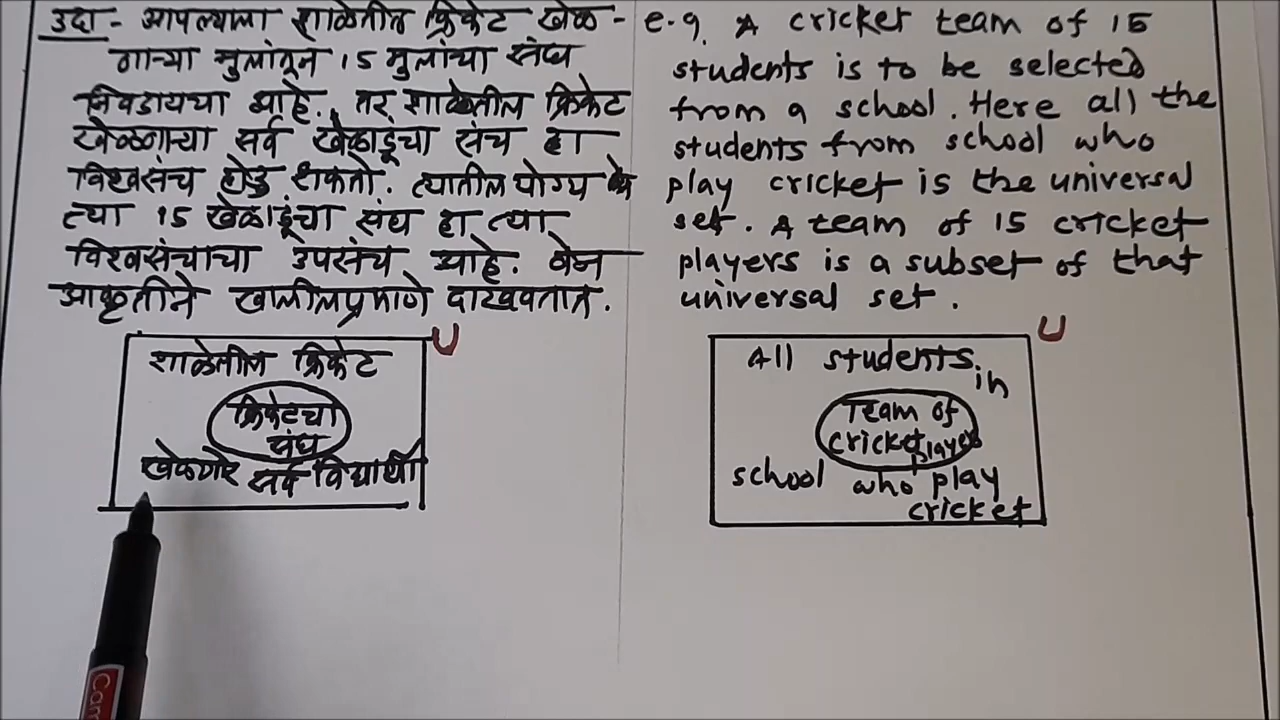 उदा- आपल्याला शाळेतील क्रिकेट खेळ-
णाऱ्या मुलांतून 15 मुलांचा संघ
निवडायचा आहे. तर शाळेतील क्रिकेट
खेळणाऱ्या सर्व खेळाडूंचा संच हा
विश्वसंच होऊ शकतो. त्यातील योग्य
त्या 15 खेळाडूंचा संघ हा त्या
विश्वसंचाचा उपसंच आहे. वेन
आकृतीने खालीलप्रमाणे दाखवतात.
U
शाळेतील क्रिकेट
क्रिकेटचा
संघ
खेळणारे सर्व विद्यार्थी
e.g. A cricket team of 15
students is to be selected
from a school. Here all the
students from school who
play cricket is the universal
set. A team of 15 cricket
players is a subset of that
universal set.
U
All students in
Team of
cricket player
school who play
cricket
Cam